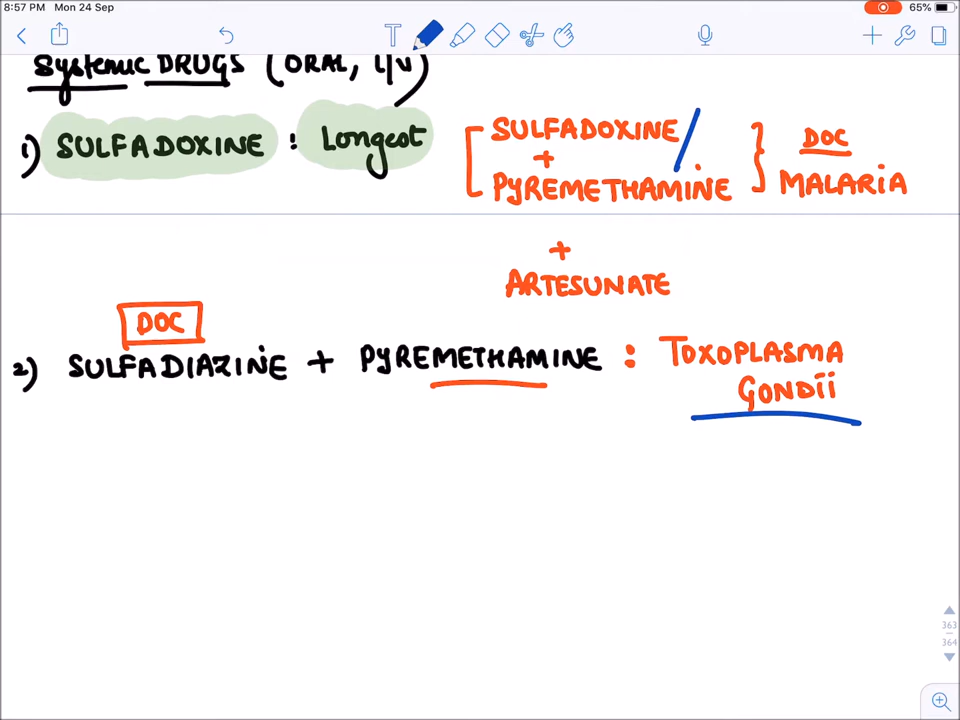 8:57 PM Mon 24 Sep
65%
T
Systemic DRUGS (ORAL, i/v)
1) SULFADOXINE : Longest
SULFADOXINE /
+
PYREMETHAMINE
DOC
MALARIA
+
ARTESUNATE
DOC
2) SULFADIAZINE + PYREMETHAMINE : TOXOPLASMA
GONDII
363
364